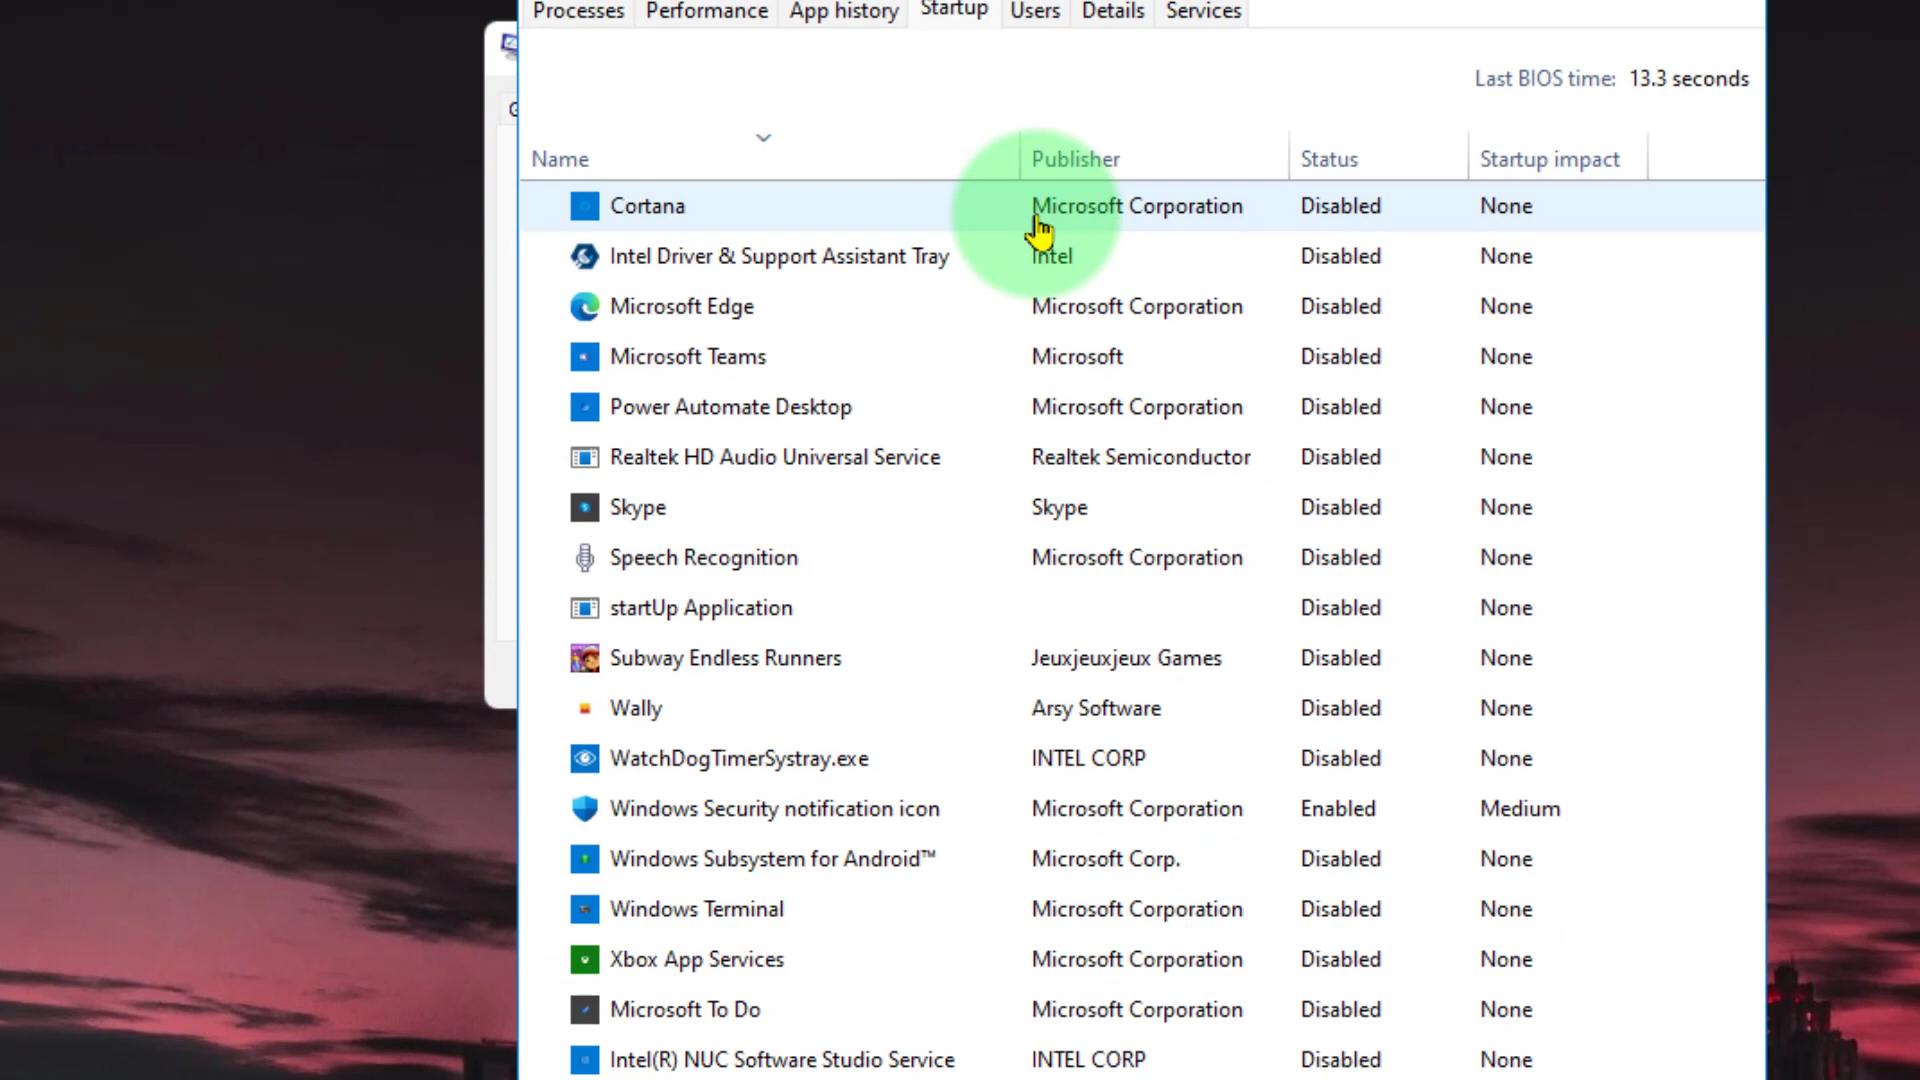 Processes Performance App history Startup Users Details Services
Last BIOS time: 13.3 seconds
Name Publisher Status Startup impact
Cortana Microsoft Corporation Disabled None
Intel Driver & Support Assistant Tray Intel Disabled None
Microsoft Edge Microsoft Corporation Disabled None
Microsoft Teams Microsoft Disabled None
Power Automate Desktop Microsoft Corporation Disabled None
Realtek HD Audio Universal Service Realtek Semiconductor Disabled None
Skype Skype Disabled None
Speech Recognition Microsoft Corporation Disabled None
startUp Application Disabled None
Subway Endless Runners Jeuxjeuxjeux Games Disabled None
Wally Arsy Software Disabled None
WatchDogTimerSystray.exe INTEL CORP Disabled None
Windows Security notification icon Microsoft Corporation Enabled Medium
Windows Subsystem for Android™ Microsoft Corp. Disabled None
Windows Terminal Microsoft Corporation Disabled None
Xbox App Services Microsoft Corporation Disabled None
Microsoft To Do Microsoft Corporation Disabled None
Intel(R) NUC Software Studio Service INTEL CORP Disabled None